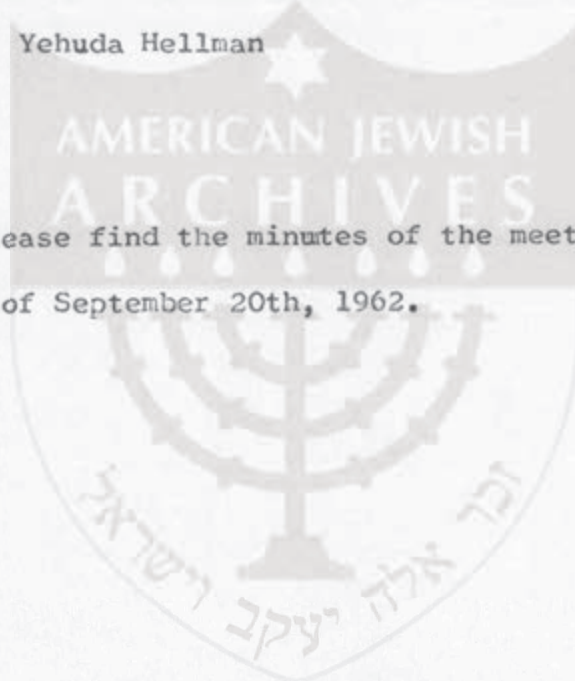 Yehuda Hellman
AMERICAN JEWISH
ARCHIVES
ease find the minutes of the meet
of September 20th, 1962.
זכר אלה יעקב וישראל